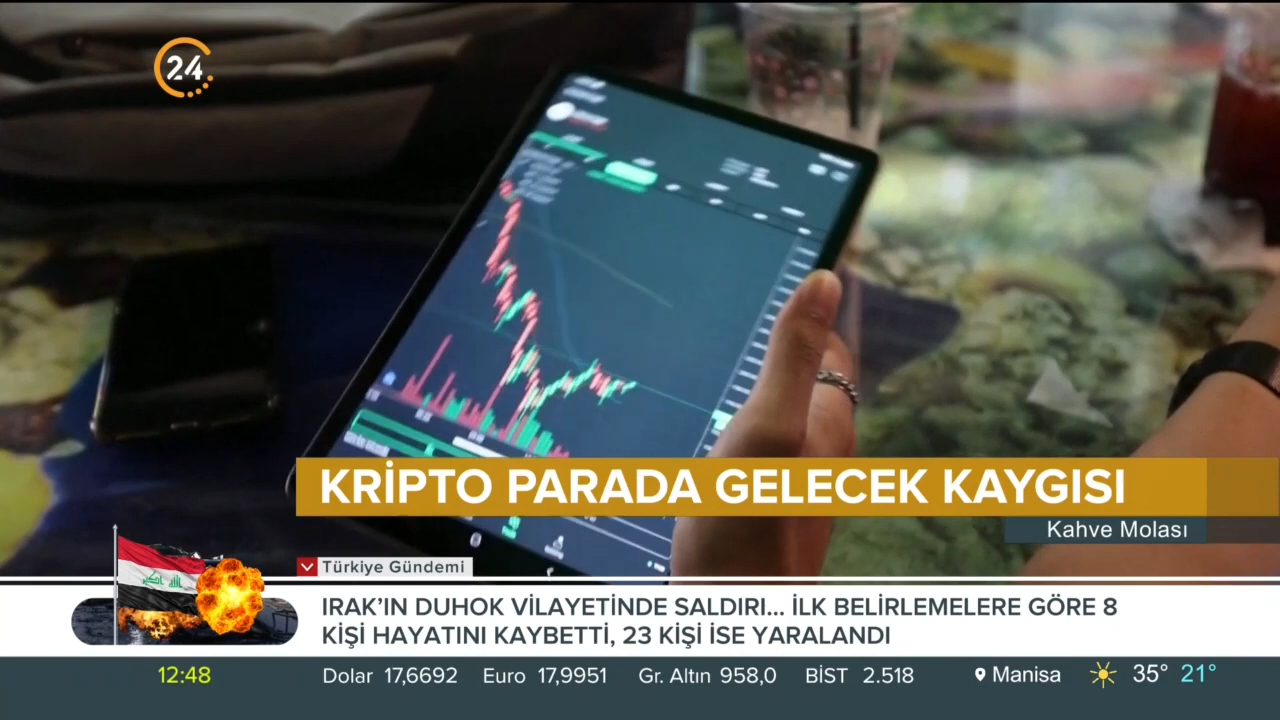 24
KRİPTO PARADA GELECEK KAYGISI
Kahve Molası
Türkiye Gündemi
IRAK'IN DUHOK VİLAYETİNDE SALDIRI... İLK BELİRLEMELERE GÖRE 8
KİŞİ HAYATINI KAYBETTİ, 23 KİŞİ İSE YARALANDI
12:48 Dolar 17,6692 Euro 17,9951 Gr. Altın 958,0 BİST 2.518 Manisa 35° 21°